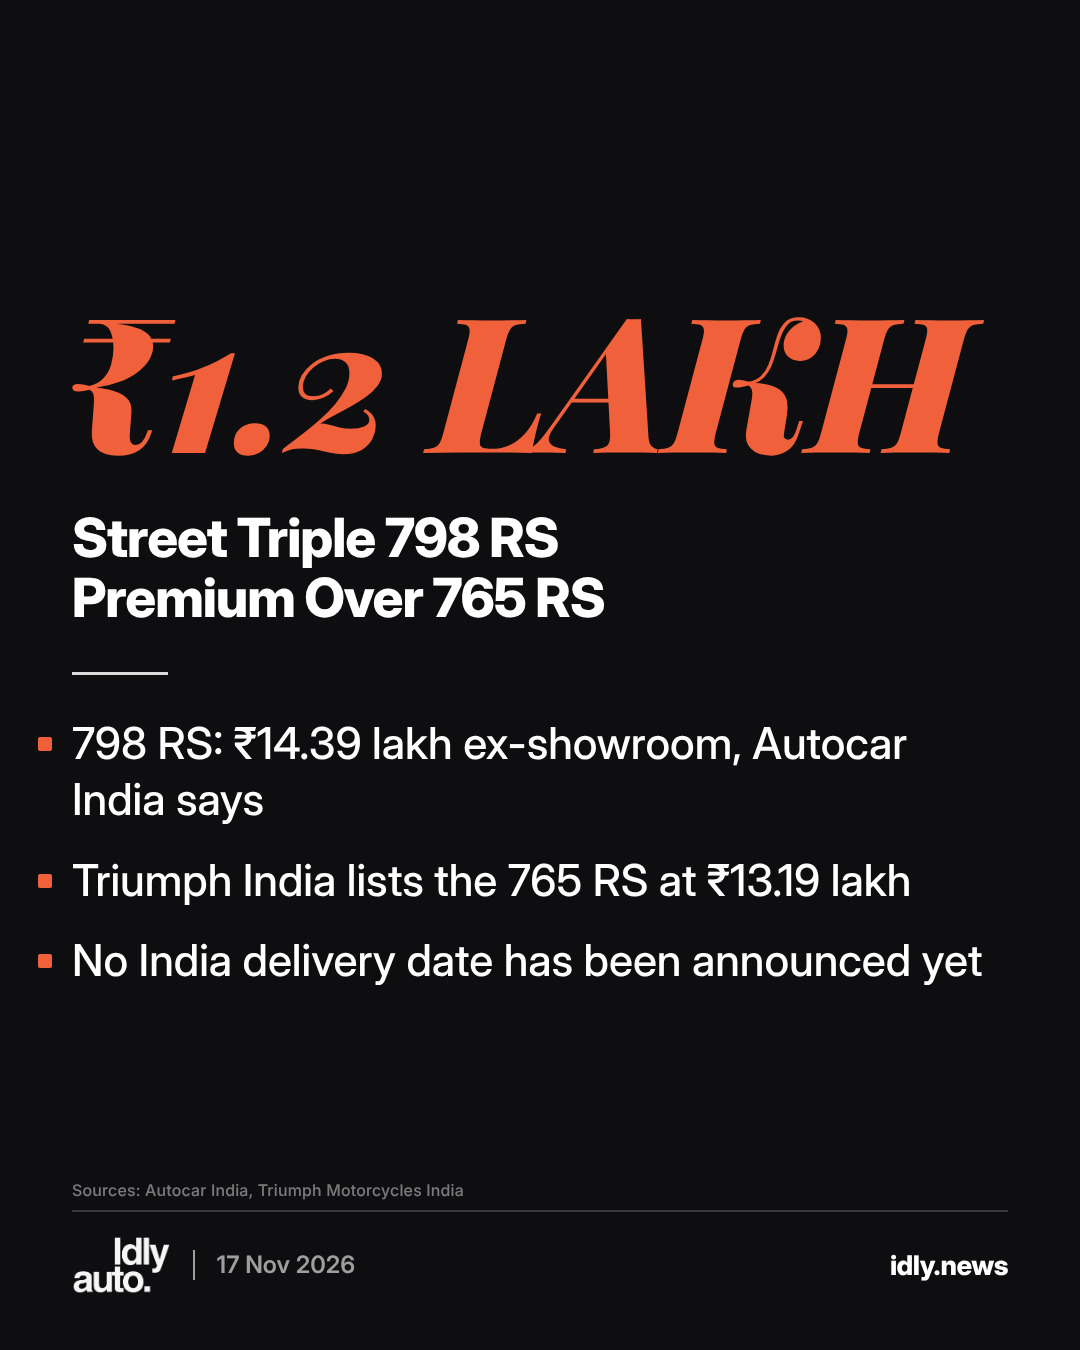 ₹1.2 LAKH
Street Triple 798 RS
Premium Over 765 RS
798 RS: ₹14.39 lakh ex-showroom, Autocar
India says
Triumph India lists the 765 RS at ₹13.19 lakh
No India delivery date has been announced yet
Sources: Autocar India, Triumph Motorcycles India
Idly
auto.
17 Nov 2026
idly.news